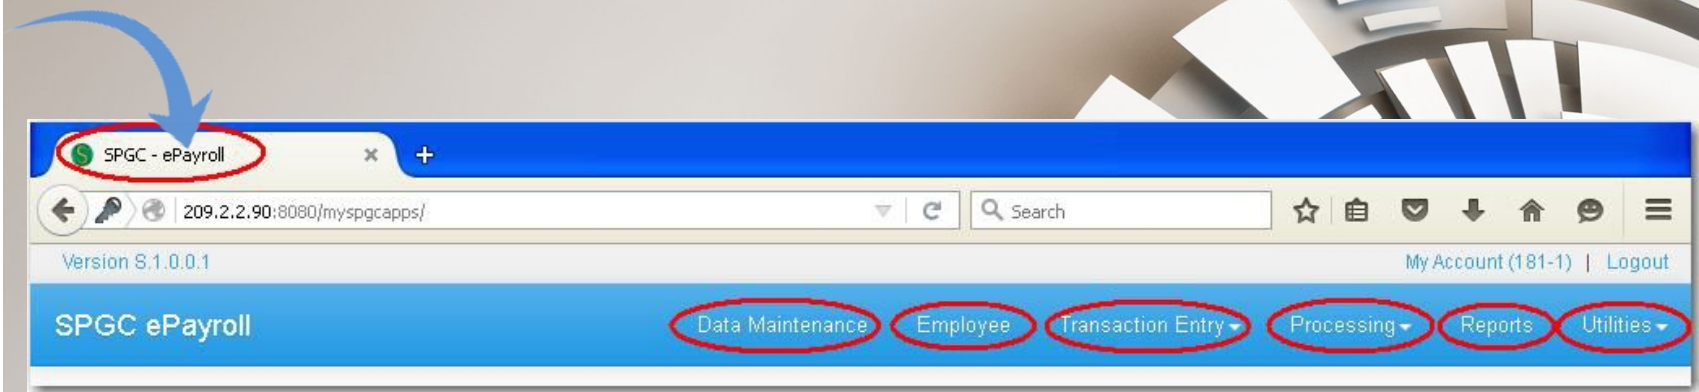 SPGC - ePayroll
209.2.2.90:8080/myspgcapps/ Search
Version S.1.0.0.1 My Account (181-1) | Logout
SPGC ePayroll Data Maintenance Employee Transaction Entry Processing Reports Utilities